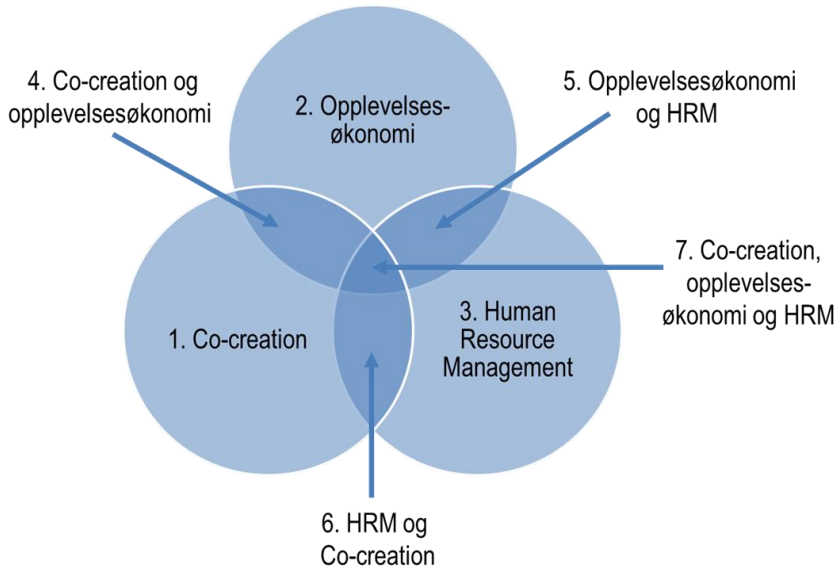 4. Co-creation og
opplevelsesøkonomi
2. Opplevelses-
økonomi
5. Opplevelsesøkonomi
og HRM
7. Co-creation,
opplevelses-
økonomi og HRM
1. Co-creation
3. Human
Resource
Management
6. HRM og
Co-creation